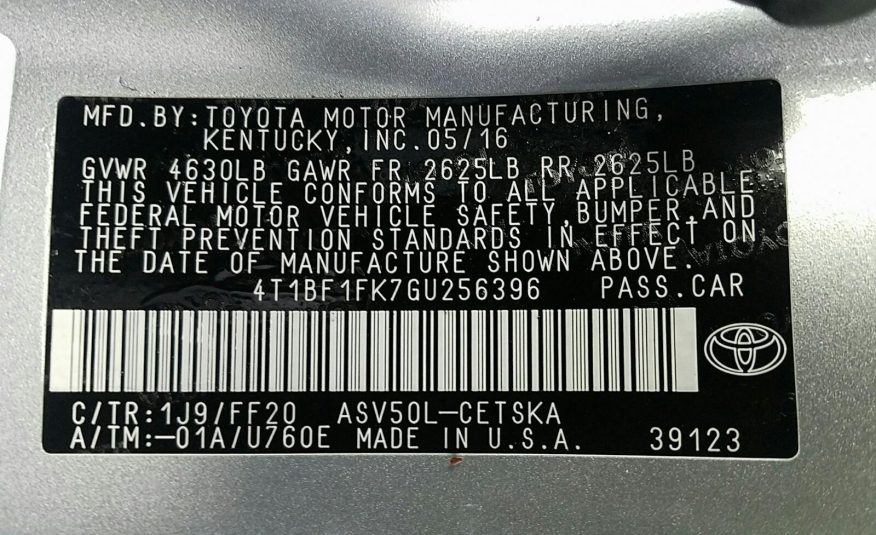 MFD.BY:TOYOTA MOTOR MANUFACTURING,
KENTUCKY,INC.05/16
GVWR 4630LB GAWR FR 2625LB RR 2625LB
THIS VEHICLE CONFORMS TO ALL APPLICABLE
FEDERAL MOTOR VEHICLE SAFETY,BUMPER,AND
THEFT PREVENTION STANDARDS IN EFFECT ON
THE DATE OF MANUFACTURE SHOWN ABOVE.
4T1BF1FK7GU256396 PASS.CAR
C/TR:1J9/FF20 ASV50L-CETSKA
A/TM:-01A/U760E MADE IN U.S.A. 39123